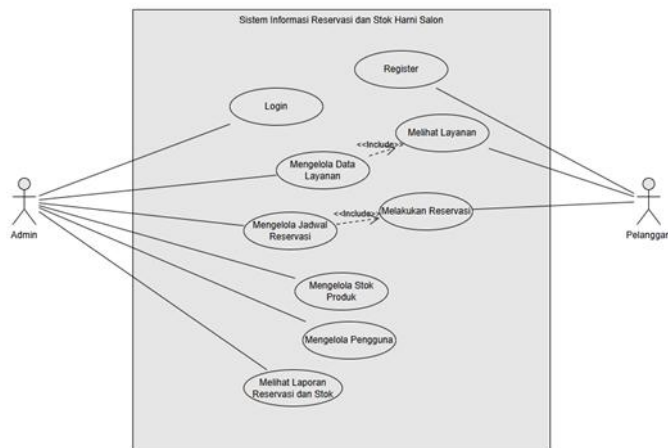 Sistem Informasi Reservasi dan Stok Harni Salon
Register
Login
Melihat Layanan
<<Include>>
Mengelola Data
Layanan
Melakukan Reservasi
<<Include>>
Mengelola Jadwal
Reservasi
Admin
Pelanggan
Mengelola Stok
Produk
Mengelola Pengguna
Melihat Laporan
Reservasi dan Stok